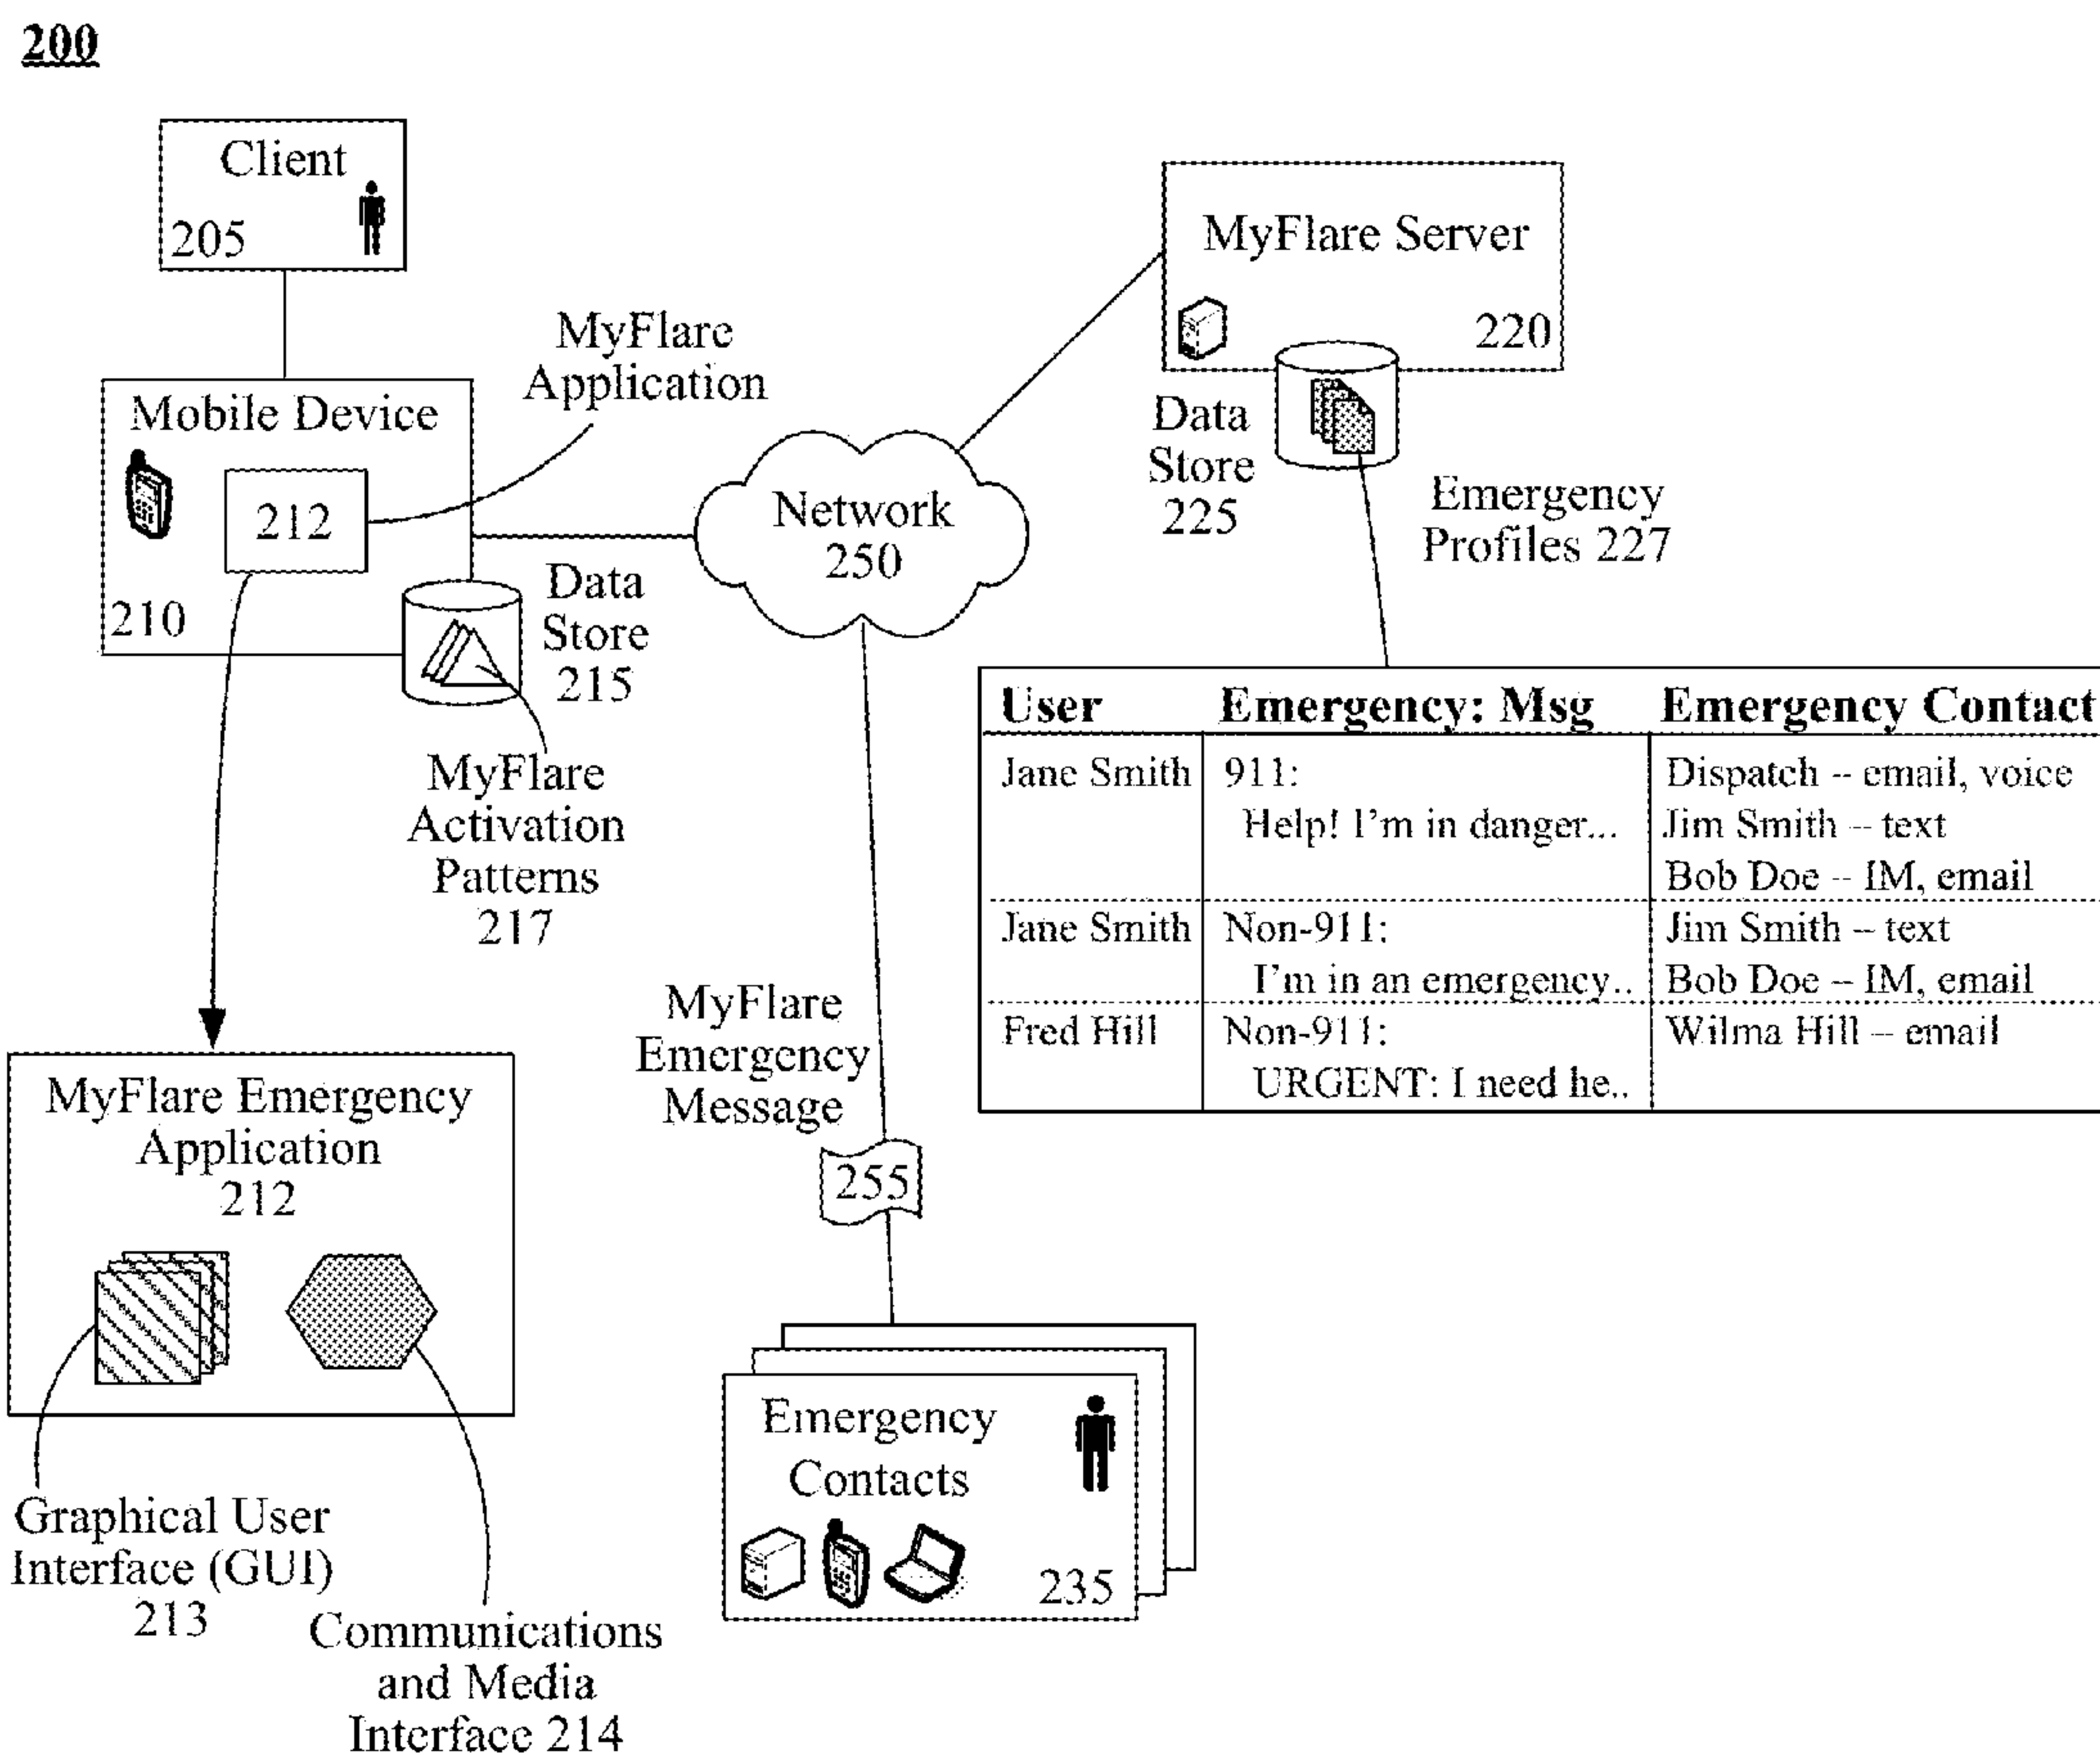 200
Client
205
MyFlare
Application
Mobile Device
212
210
Data
Store
215
MyFlare
Activation
Patterns
217
Network
250
MyFlare Server
220
Data
Store
225
Emergency
Profiles 227
User Emergency: Msg Emergency Contact
Jane Smith 911: Dispatch -- email, voice
Help! I'm in danger... Jim Smith -- text
Bob Doe -- IM, email
Jane Smith Non-911: Jim Smith – text
I'm in an emergency.. Bob Doe – IM, email
Fred Hill Non-911: Wilma Hill – email
URGENT: I need he..
MyFlare
Emergency
Message
255
MyFlare Emergency
Application
212
Graphical User
Interface (GUI)
213
Communications
and Media
Interface 214
Emergency
Contacts
235